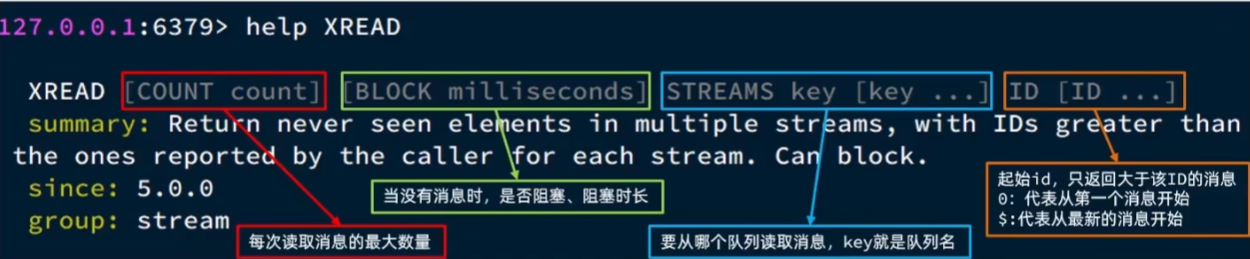 127.0.0.1:6379> help XREAD
XREAD [COUNT count] [BLOCK milliseconds] STREAMS key [key ...] ID [ID ...]
summary: Return never seen elements in multiple streams, with IDs greater than
the ones reported by the caller for each stream. Can block.
since: 5.0.0
group: stream
每次读取消息的最大数量
当没有消息时，是否阻塞、阻塞时长
要从哪个队列读取消息，key就是队列名
起始id，只返回大于该ID的消息
0：代表从第一个消息开始
$:代表从最新的消息开始